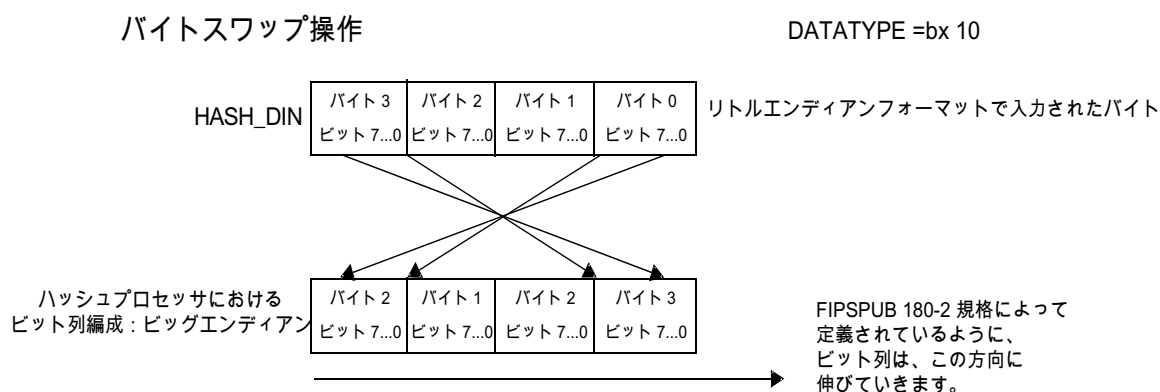 バイトスワップ操作
DATATYPE =bx 10
HASH_DIN
バイト 3 バイト 2 バイト 1 バイト 0
ビット 7...0 ビット 7...0 ビット 7...0 ビット 7...0
リトルエンディアンフォーマットで入力されたバイト
ハッシュプロセッサにおける
ビット列編成：ビッグエンディアン
バイト 2 バイト 1 バイト 2 バイト 3
ビット 7...0 ビット 7...0 ビット 7...0 ビット 7...0
FIPSPUB 180-2 規格によって
定義されているように、
ビット列は、この方向に
伸びていきます。